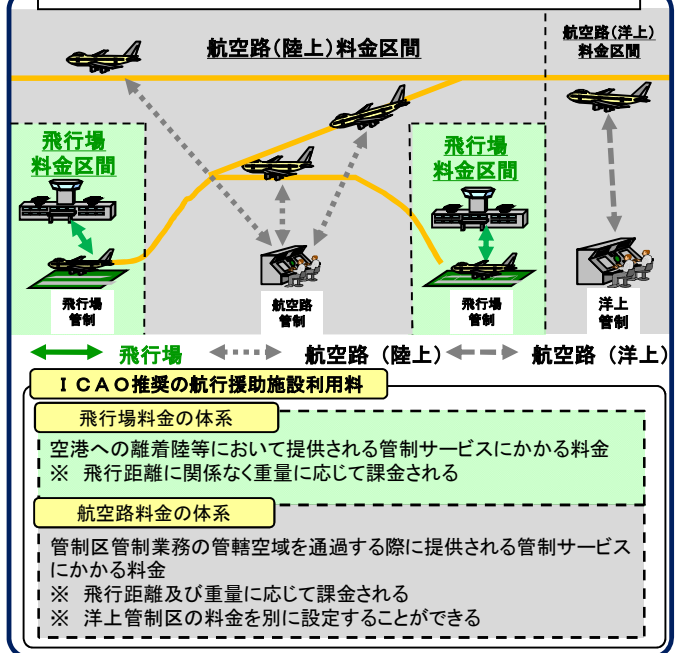 航空路(陸上)料金区間
航空路(洋上)
料金区間
飛行場
料金区間
飛行場
料金区間
飛行場
管制
航空路
管制
飛行場
管制
洋上
管制
飛行場
航空路（陸上）
航空路（洋上）
ＩＣＡＯ推奨の航行援助施設利用料
飛行場料金の体系
空港への離着陸等において提供される管制サービスにかかる料金
※　飛行距離に関係なく重量に応じて課金される
航空路料金の体系
管制区管制業務の管轄空域を通過する際に提供される管制サービス
にかかる料金
※　飛行距離及び重量に応じて課金される
※　洋上管制区の料金を別に設定することができる